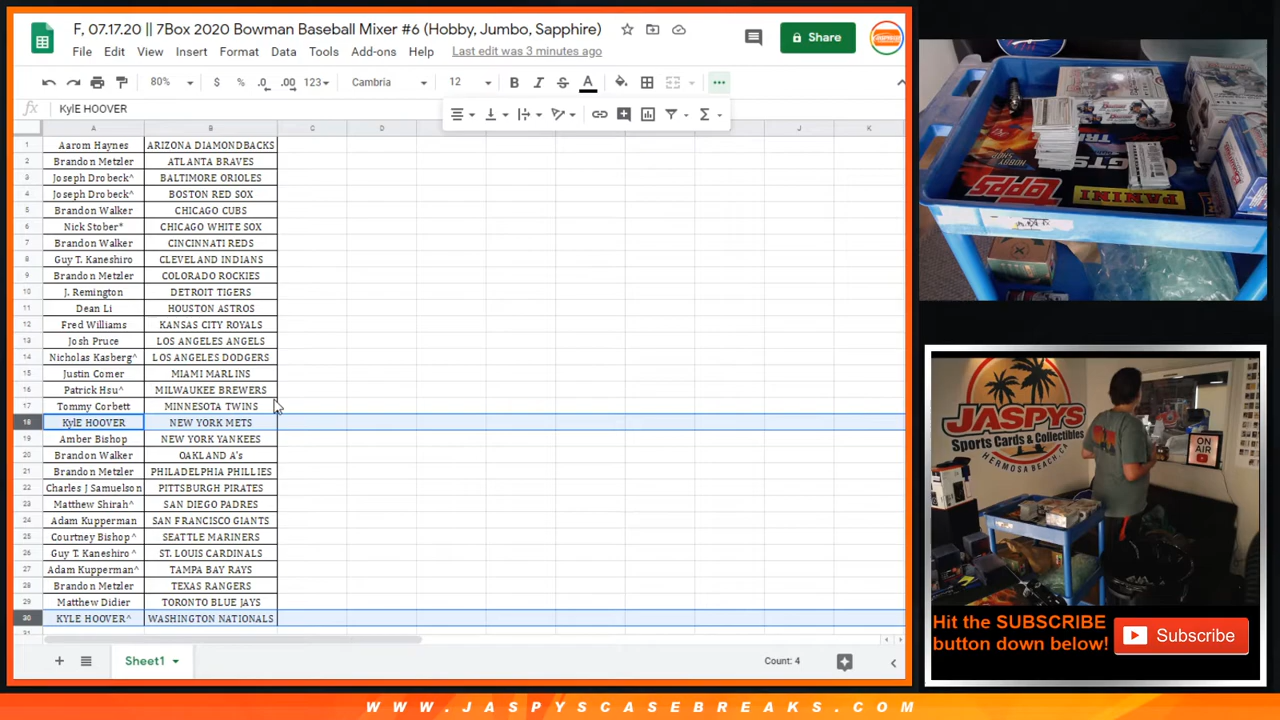 F, 07.17.20 || 7Box 2020 Bowman Baseball Mixer #6 (Hobby, Jumbo, Sapphire)
File Edit View Insert Format Data Tools Add-ons Help Last edit was 3 minutes ago
Share
80% $ % .0 .00 123 Cambria 12 B I S A
fx KylE HOOVER
A B C D E F G H I J K
1 Aarom Haynes ARIZONA DIAMONDBACKS
2 Brandon Metzler ATLANTA BRAVES
3 Joseph Drobeck^ BALTIMORE ORIOLES
4 Joseph Drobeck^ BOSTON RED SOX
5 Brandon Walker CHICAGO CUBS
6 Nick Stober* CHICAGO WHITE SOX
7 Brandon Walker CINCINNATI REDS
8 Guy T. Kaneshiro CLEVELAND INDIANS
9 Brandon Metzler COLORADO ROCKIES
10 J. Remington DETROIT TIGERS
11 Dean Li HOUSTON ASTROS
12 Fred Williams KANSAS CITY ROYALS
13 Josh Pruce LOS ANGELES ANGELS
14 Nicholas Kasberg^ LOS ANGELES DODGERS
15 Justin Comer MIAMI MARLINS
16 Patrick Hsu^ MILWAUKEE BREWERS
17 Tommy Corbett MINNESOTA TWINS
18 KylE HOOVER NEW YORK METS
19 Amber Bishop NEW YORK YANKEES
20 Brandon Walker OAKLAND A's
21 Brandon Metzler PHILADELPHIA PHILLIES
22 Charles J Samuelson PITTSBURGH PIRATES
23 Matthew Shirah^ SAN DIEGO PADRES
24 Adam Kupperman SAN FRANCISCO GIANTS
25 Courtney Bishop ^ SEATTLE MARINERS
26 Guy T. Kaneshiro ^ ST. LOUIS CARDINALS
27 Adam Kupperman^ TAMPA BAY RAYS
28 Brandon Metzler TEXAS RANGERS
29 Matthew Didier TORONTO BLUE JAYS
30 KYLE HOOVER^ WASHINGTON NATIONALS
31
Sheet1
Count: 4
topps
PANINI
GTS
JASPYS
Sports Cards & Collectibles
HERMOSA BEACH, CA
ON AIR
Hit the SUBSCRIBE
button down below!
Subscribe
WWW.JASPYSCASEBREAKS.COM